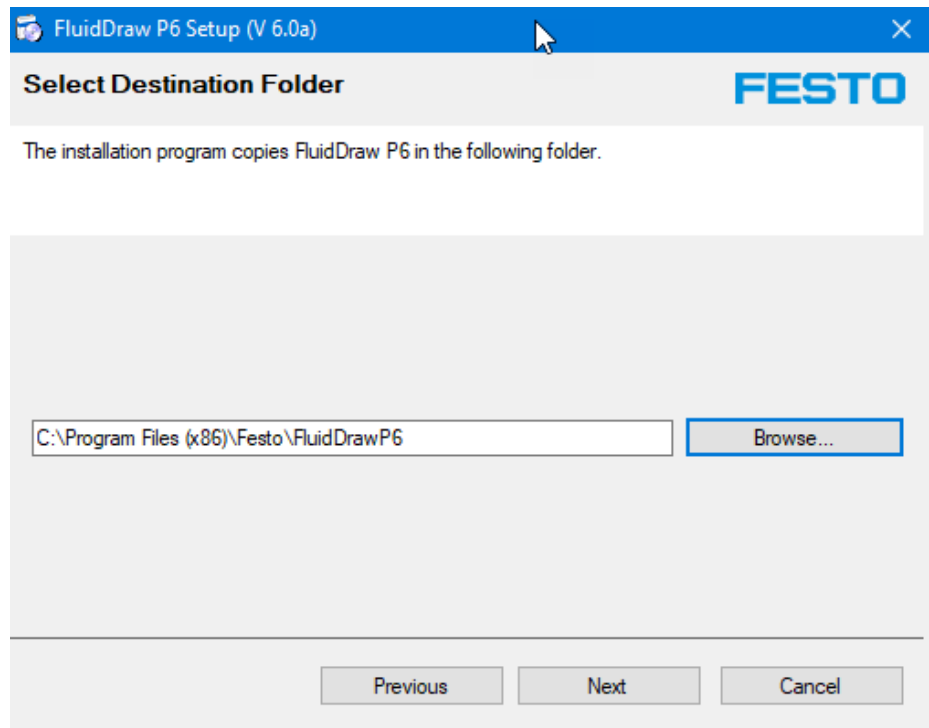 FluidDraw P6 Setup (V 6.0a)
Select Destination Folder
FESTO
The installation program copies FluidDraw P6 in the following folder.
C:\Program Files (x86)\Festo\FluidDrawP6
Browse...
Previous
Next
Cancel